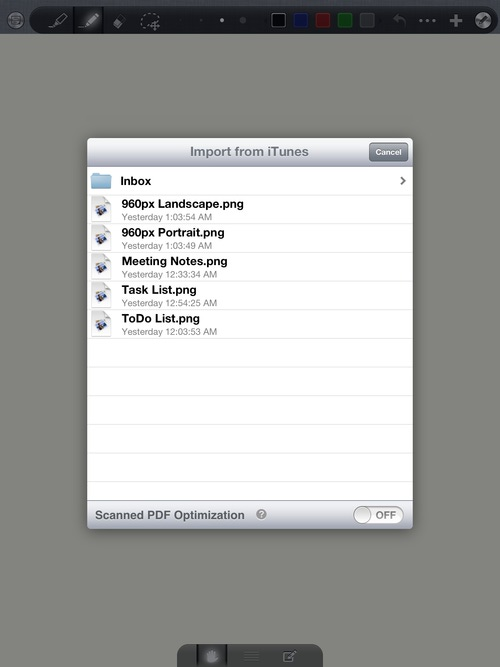 Import from iTunes
Cancel
Inbox
960px Landscape.png
Yesterday 1:03:54 AM
960px Portrait.png
Yesterday 1:03:49 AM
Meeting Notes.png
Yesterday 12:33:34 AM
Task List.png
Yesterday 12:54:25 AM
ToDo List.png
Yesterday 12:03:53 AM
Scanned PDF Optimization ?
OFF